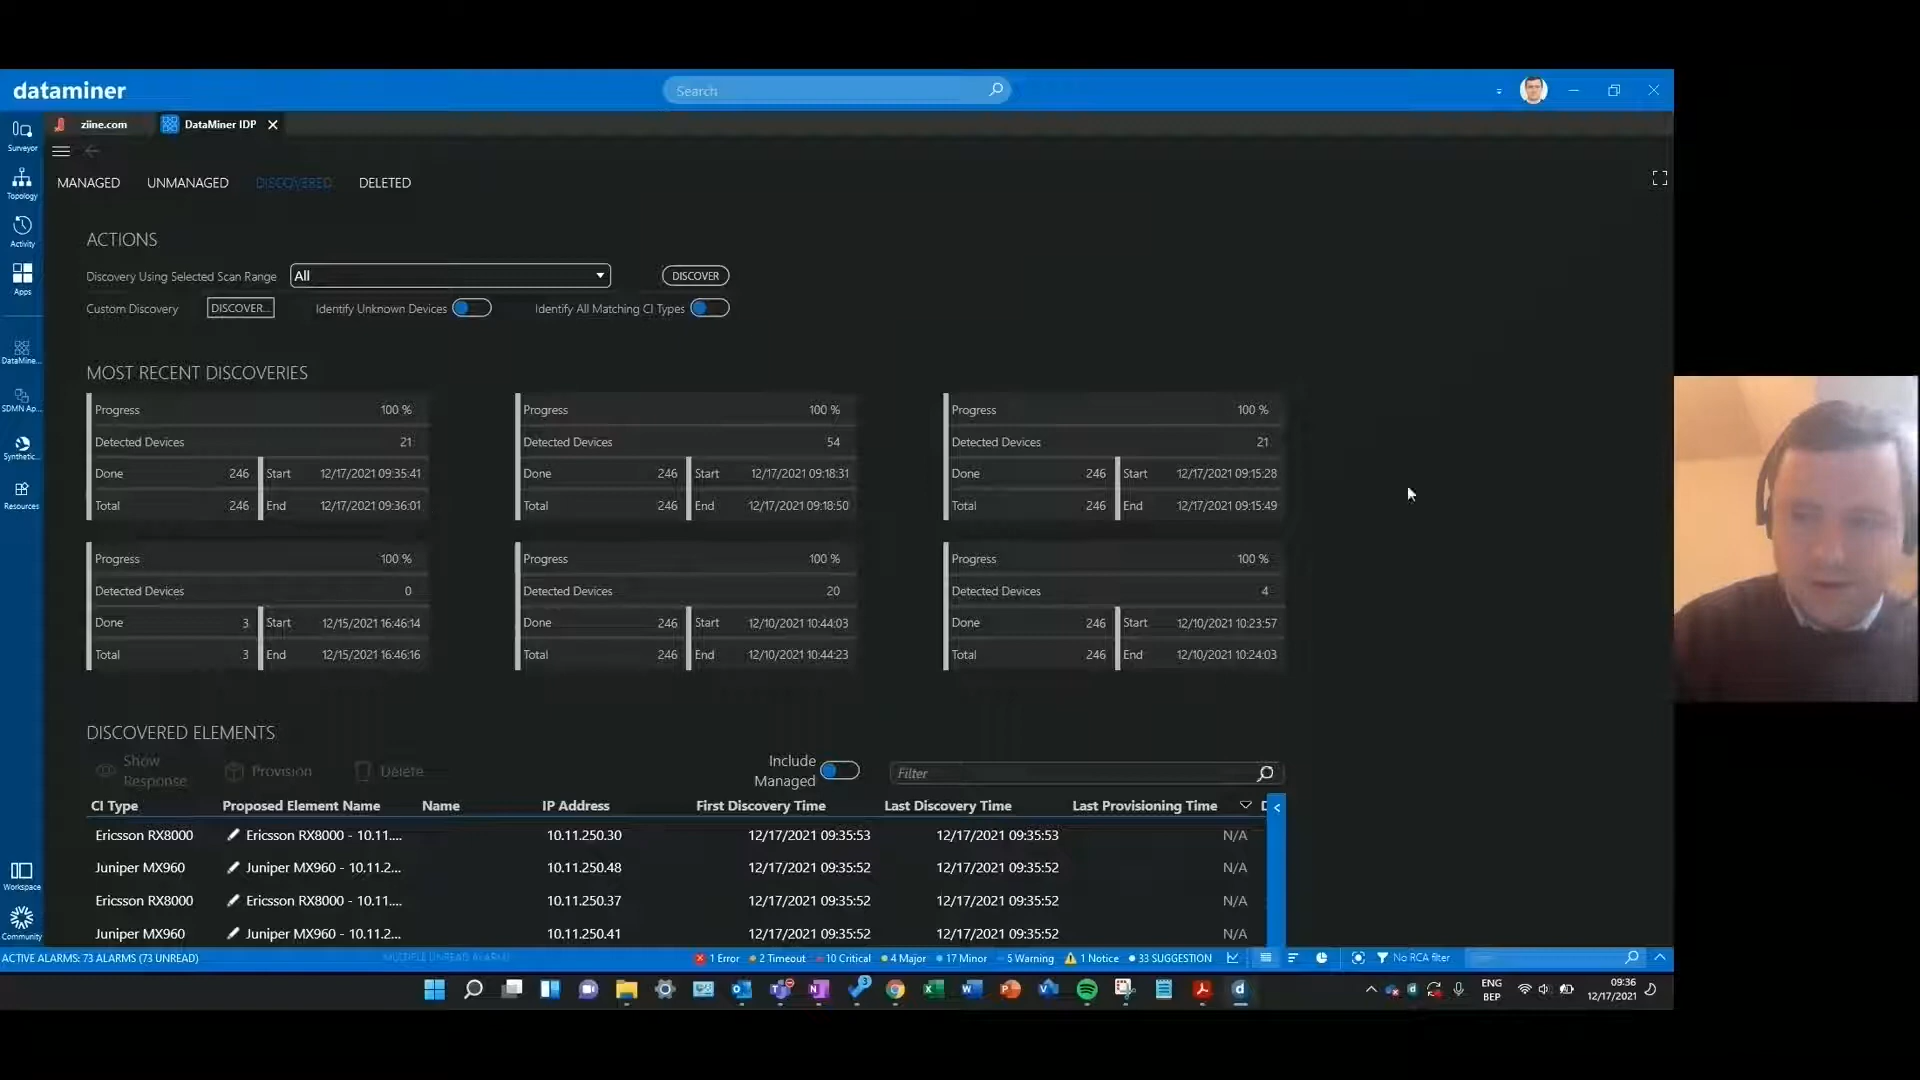 dataminer
Search
ziine.com
DataMiner IDP
Surveyor
Topology
Activity
Apps
DataMine...
SDMN Ap...
Synthetic...
Resources
Workspace
Community
MANAGED UNMANAGED DISCOVERED DELETED
ACTIONS
Discovery Using Selected Scan Range All DISCOVER
Custom Discovery DISCOVER... Identify Unknown Devices Identify All Matching CI Types
MOST RECENT DISCOVERIES
Progress 100 % Progress 100 % Progress 100 %
Detected Devices 21 Detected Devices 54 Detected Devices 21
Done 246 Start 12/17/2021 09:35:41 Done 246 Start 12/17/2021 09:18:31 Done 246 Start 12/17/2021 09:15:28
Total 246 End 12/17/2021 09:36:01 Total 246 End 12/17/2021 09:18:50 Total 246 End 12/17/2021 09:15:49
Progress 100 % Progress 100 % Progress 100 %
Detected Devices 0 Detected Devices 20 Detected Devices 4
Done 3 Start 12/15/2021 16:46:14 Done 246 Start 12/10/2021 10:44:03 Done 246 Start 12/10/2021 10:23:57
Total 3 End 12/15/2021 16:46:16 Total 246 End 12/10/2021 10:44:23 Total 246 End 12/10/2021 10:24:03
DISCOVERED ELEMENTS
Show Response Provision Delete Include Managed Filter
CI Type Proposed Element Name Name IP Address First Discovery Time Last Discovery Time Last Provisioning Time
Ericsson RX8000 Ericsson RX8000 - 10.11.... 10.11.250.30 12/17/2021 09:35:53 12/17/2021 09:35:53 N/A
Juniper MX960 Juniper MX960 - 10.11.2... 10.11.250.48 12/17/2021 09:35:52 12/17/2021 09:35:52 N/A
Ericsson RX8000 Ericsson RX8000 - 10.11.... 10.11.250.37 12/17/2021 09:35:52 12/17/2021 09:35:52 N/A
Juniper MX960 Juniper MX960 - 10.11.2... 10.11.250.41 12/17/2021 09:35:52 12/17/2021 09:35:52 N/A
ACTIVE ALARMS: 73 ALARMS (73 UNREAD) MULTIPLE UNREAD ALARMS 1 Error 2 Timeout 10 Critical 4 Major 17 Minor 5 Warning 1 Notice 33 SUGGESTION No RCA filter
ENG 09:36
BEP 12/17/2021